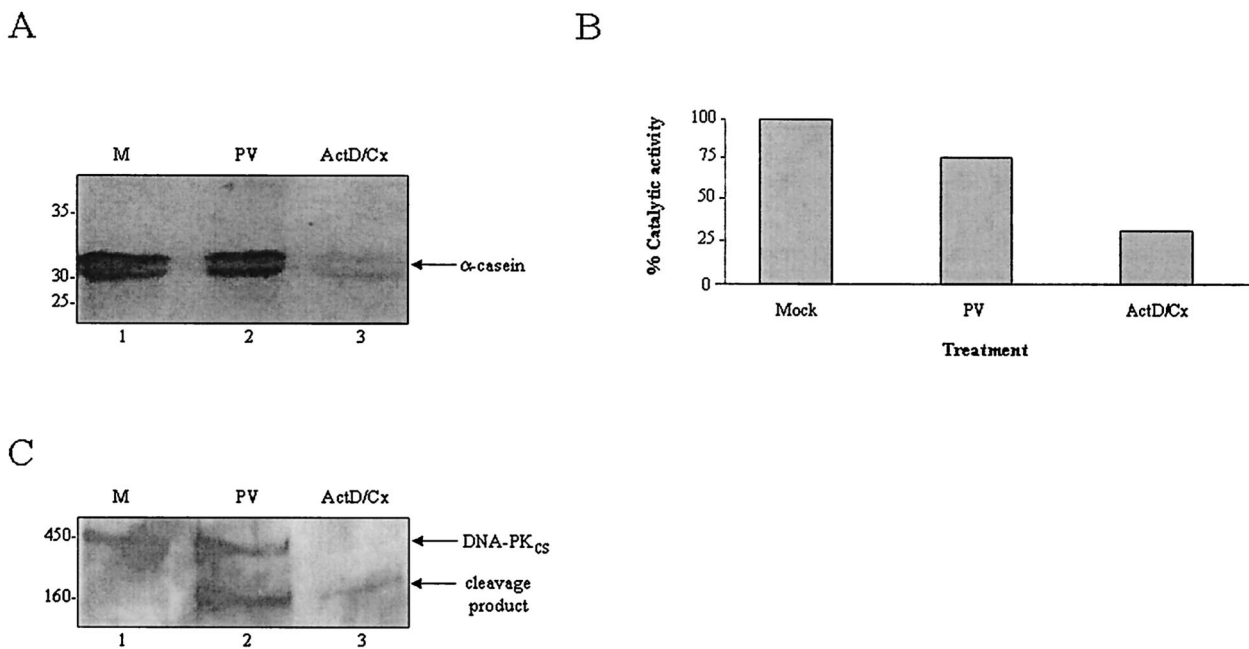 A
M PV ActD/Cx
35-
30-
25-
α-casein
1 2 3
B
% Catalytic activity
100
75
50
25
0
Mock PV ActD/Cx
Treatment
C
M PV ActD/Cx
450-
DNA-PKCS
160-
cleavage
product
1 2 3